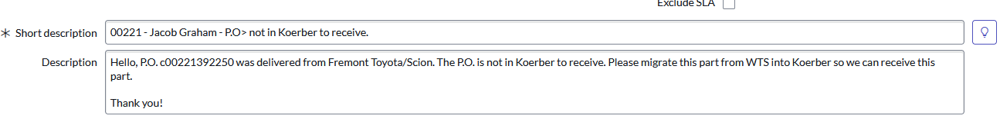 Exclude SLA
Short description
00221 - Jacob Graham - P.O> not in Koerber to receive.
Description
Hello, P.O. c00221392250 was delivered from Fremont Toyota/Scion. The P.O. is not in Koerber to receive. Please migrate this part from WTS into Koerber so we can receive this
part.
Thank you!